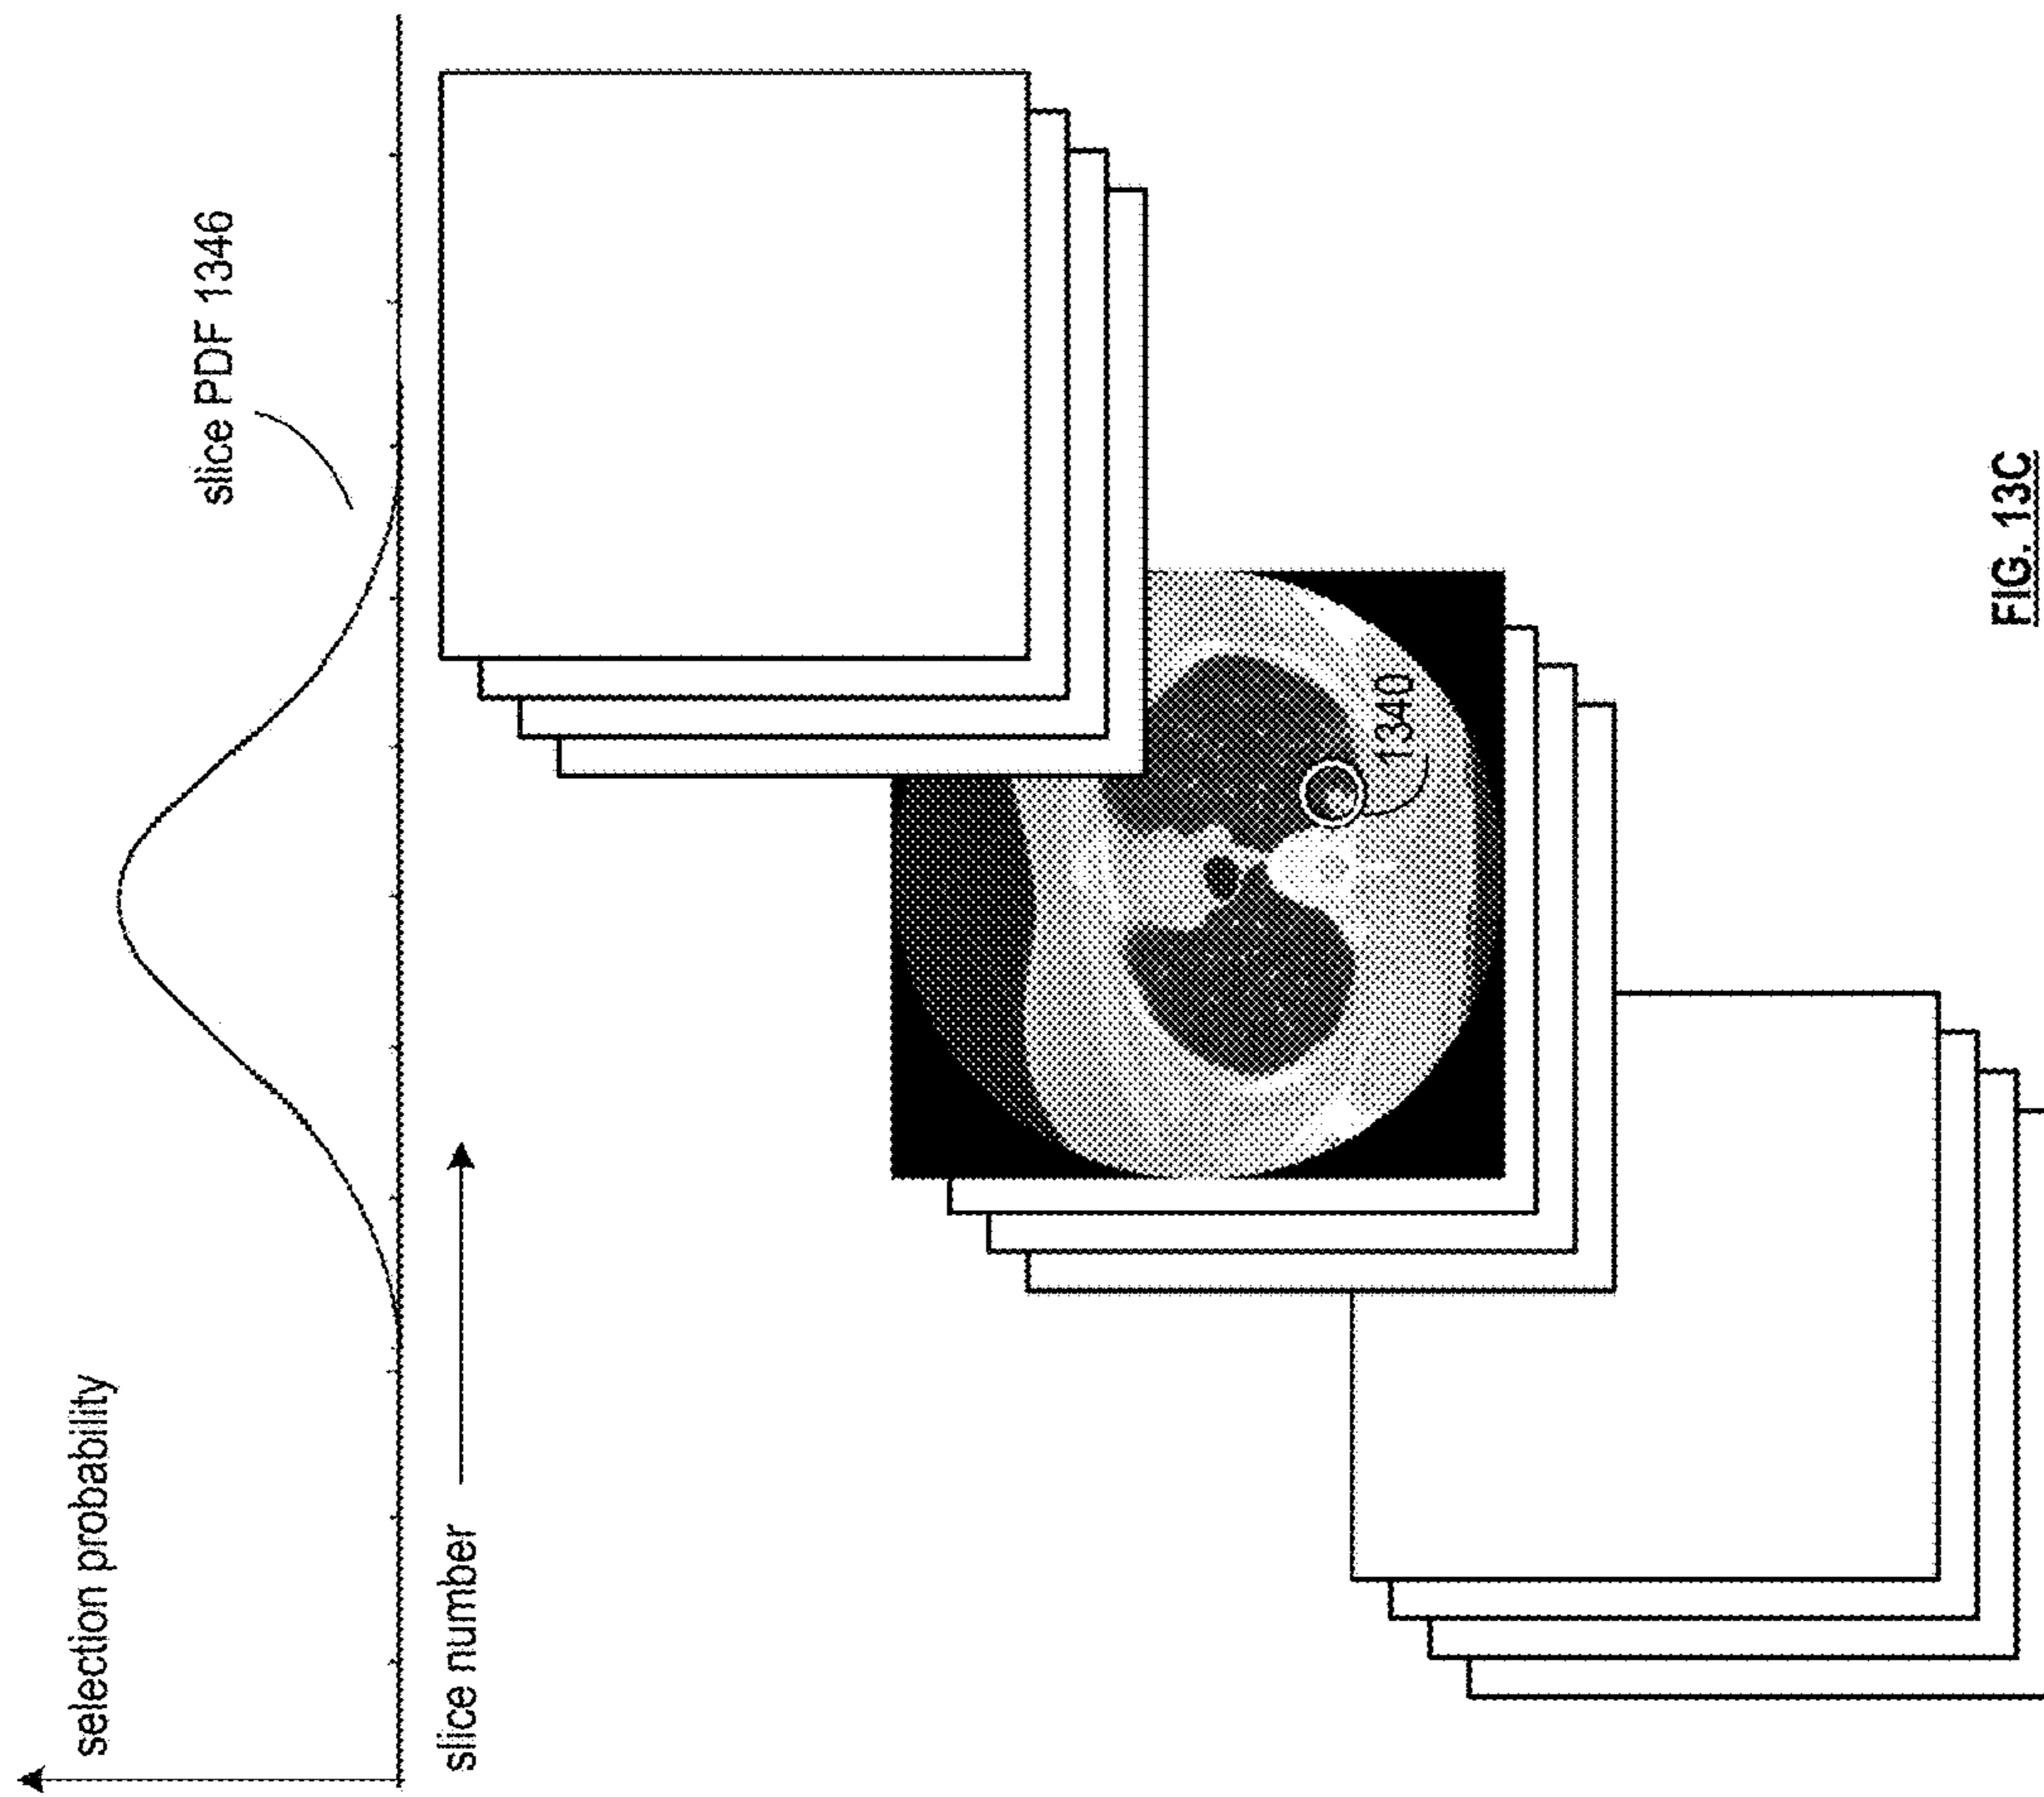 selection probability
slice PDF 1346
slice number
1340
FIG. 13C